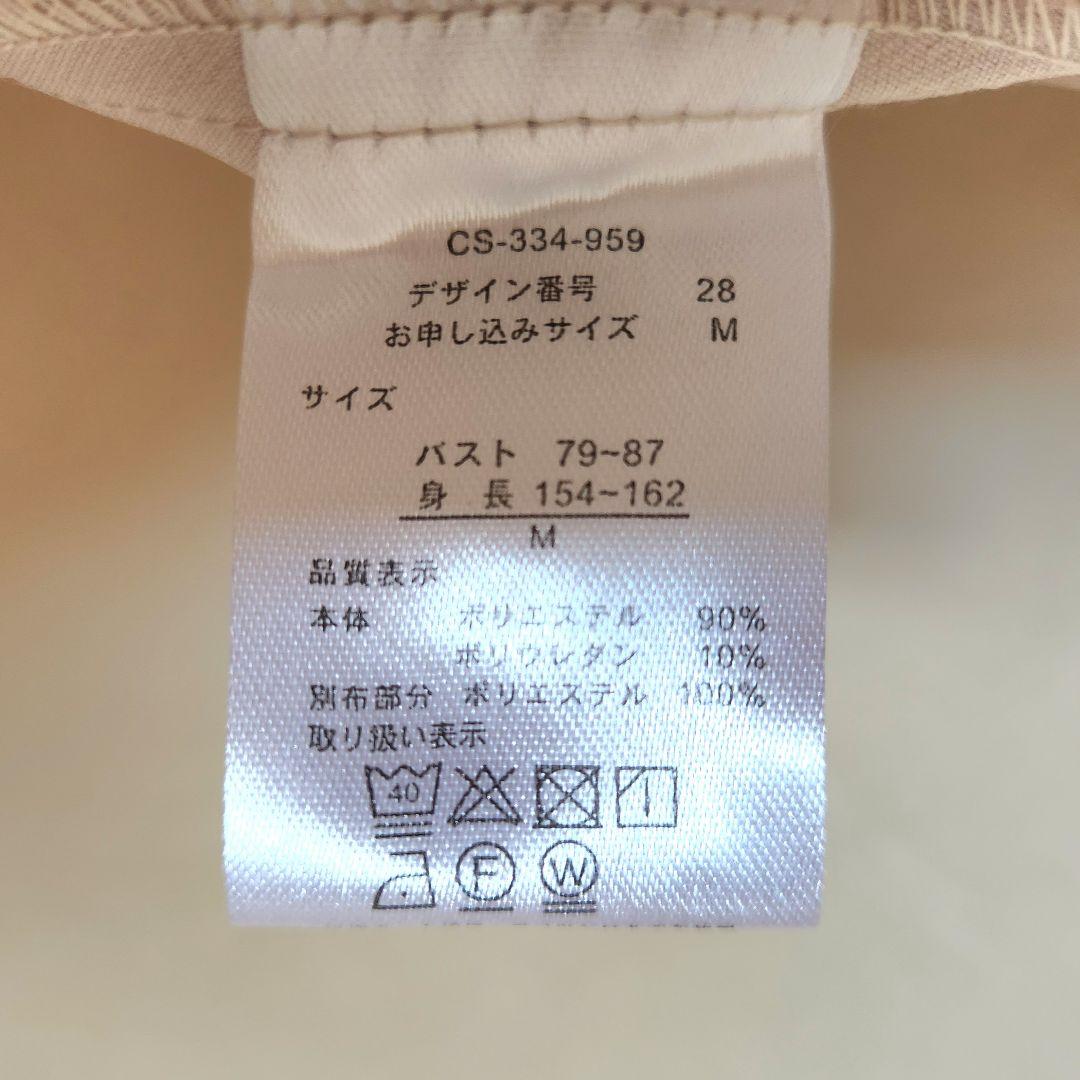 CS-334-959
デザイン番号 28
お申し込みサイズ M
サイズ
バスト 79~87
身 長 154~162
M
品質表示
本体 ポリエステル 90%
ポリウレタン 10%
別布部分 ポリエステル 100%
取り扱い表示
40
F W